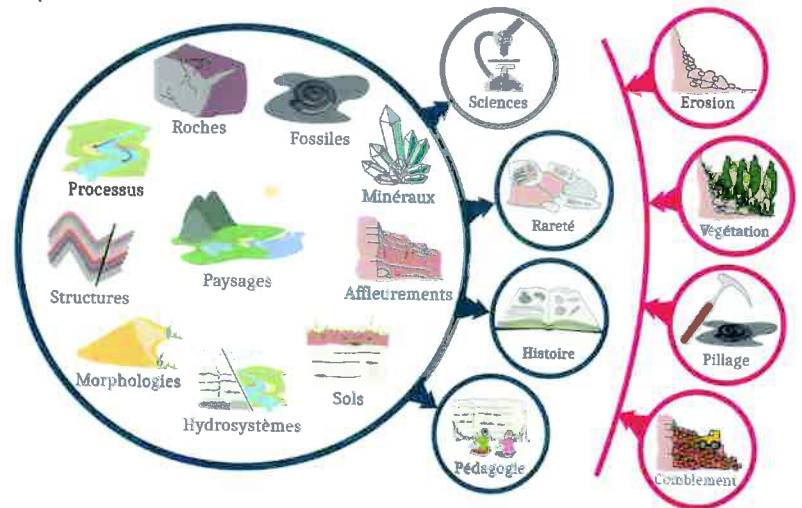 Roches
Fossiles
Processus
Minéraux
Structures
Paysages
Affleurements
Morphologies
Hydrosystèmes
Sols
Sciences
Rareté
Histoire
Pédagogie
Erosion
Végétation
Pillage
Comblement